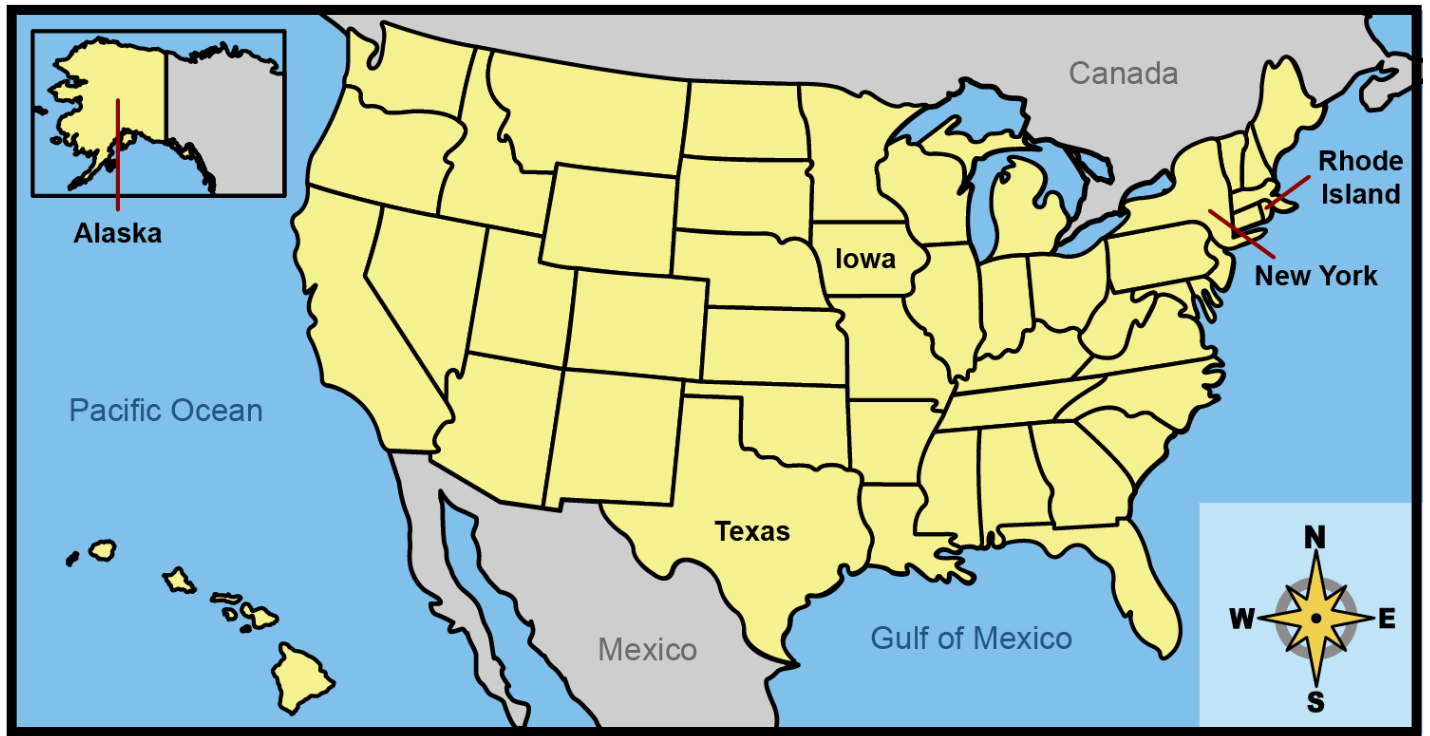 Canada
Rhode
Island
Alaska
Iowa
New York
Pacific Ocean
Texas
N
W
E
S
Gulf of Mexico
Mexico